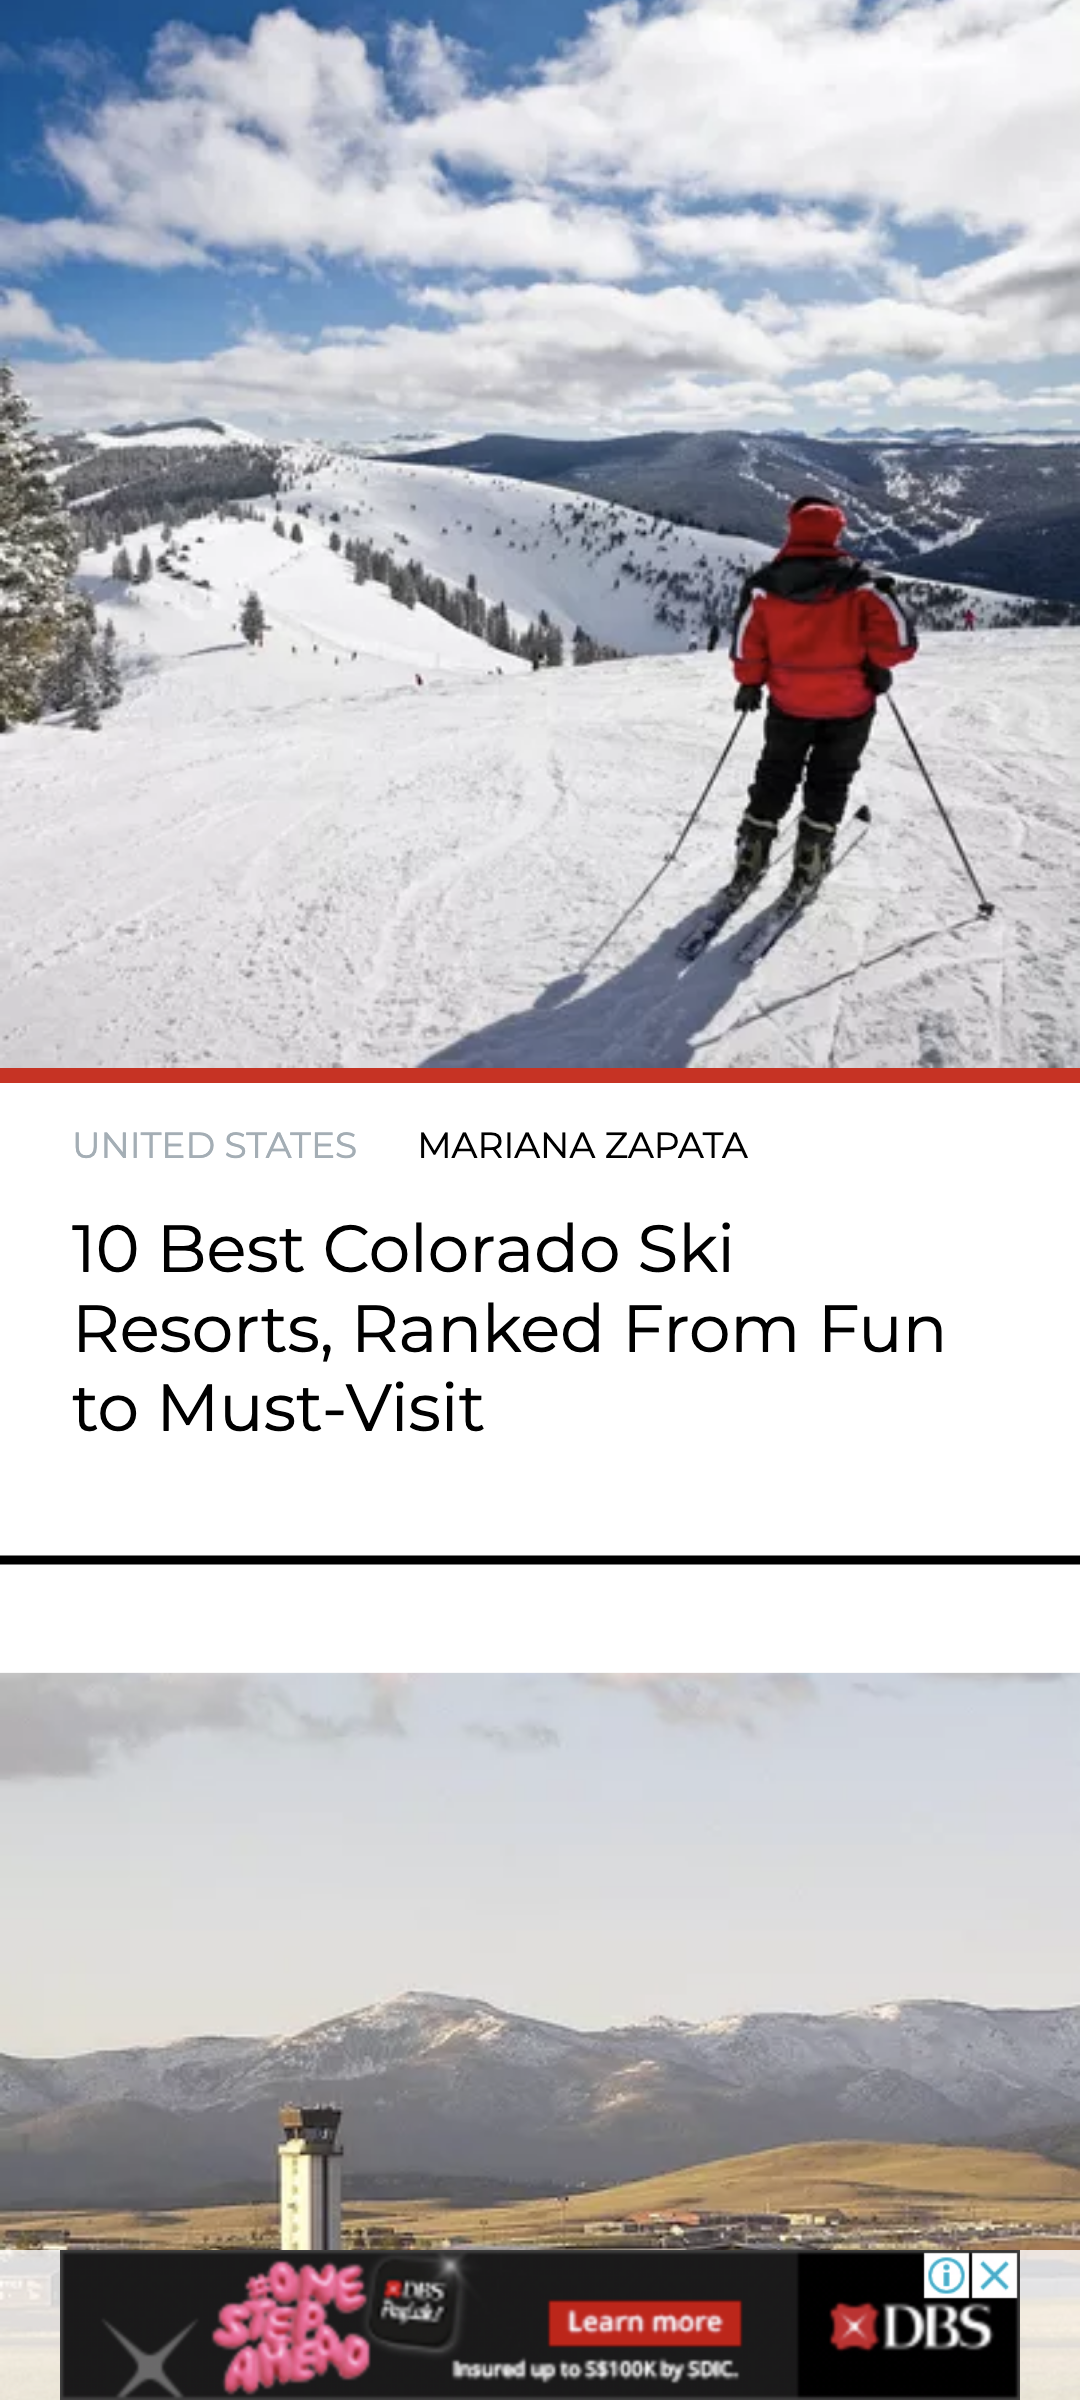 UNITED STATES MARIANA ZAPATA
10 Best Colorado Ski
Resorts, Ranked From Fun
to Must-Visit
#ONE
STEP
AHEAD
DBS
PayLah!
Learn more
Insured up to S$100K by SDIC.
DBS